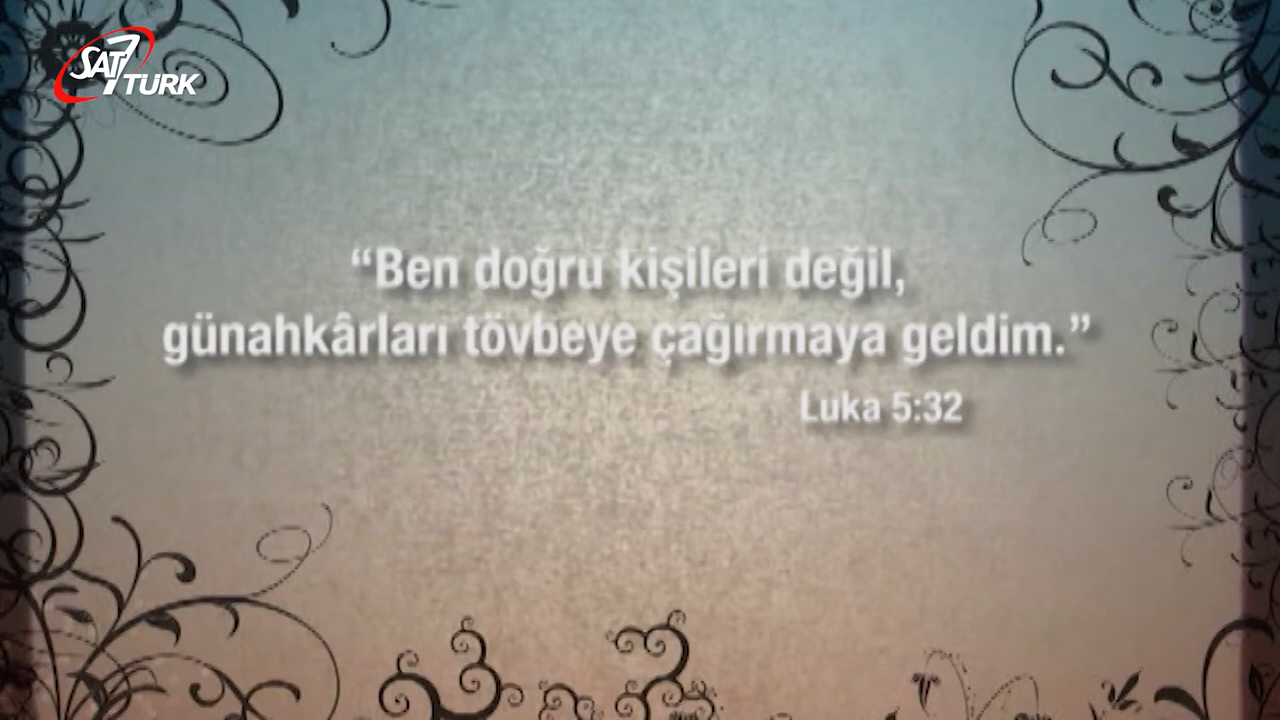 SAT7 TURK
“Ben doğru kişileri değil,
günahkârları tövbeye çağırmaya geldim.”
Luka 5:32